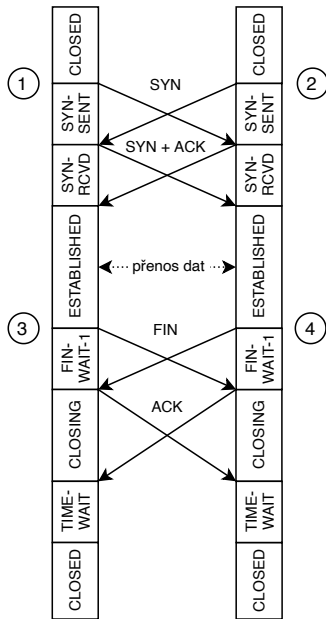 CLOSED
CLOSED
1
SYN
2
SYN-
SENT
SYN-
SENT
SYN + ACK
SYN-
RCVD
SYN-
RCVD
ESTABLISHED
přenos dat
ESTABLISHED
3
FIN
4
FIN-
WAIT-1
FIN-
WAIT-1
ACK
CLOSING
CLOSING
TIME-
WAIT
TIME-
WAIT
CLOSED
CLOSED